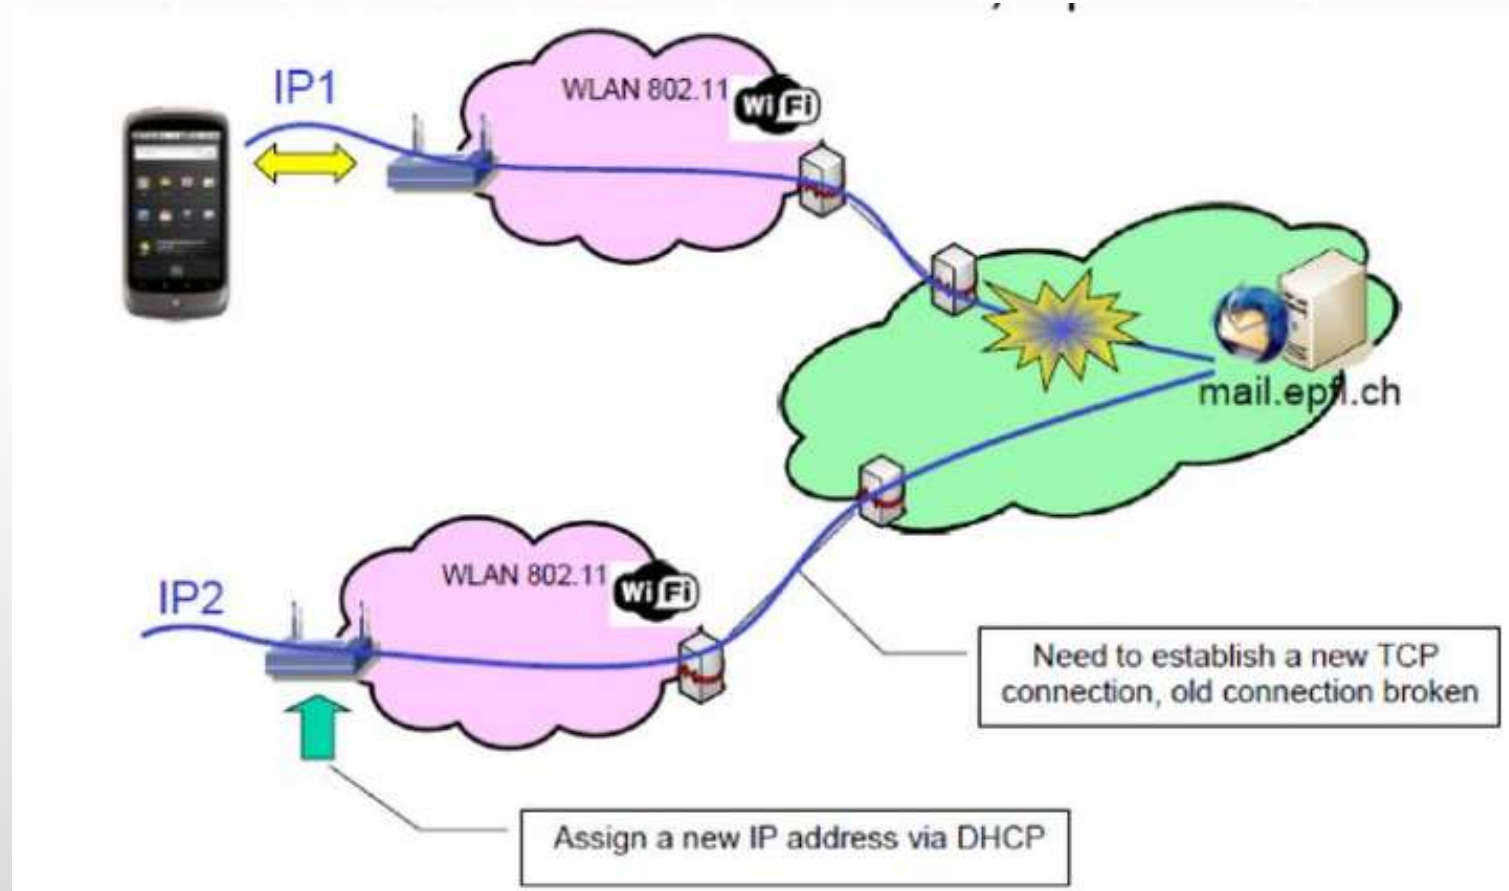 IP1
WLAN 802.11
Wi Fi
mail.epfl.ch
WLAN 802.11
Wi Fi
IP2
Need to establish a new TCP
connection, old connection broken
Assign a new IP address via DHCP